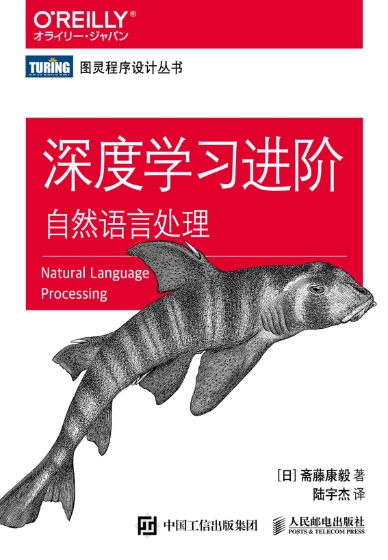 O'REILLY®
オライリー・ジャパン
TURING 图灵程序设计丛书
深度学习进阶
自然语言处理
Natural Language
Processing
[日] 斋藤康毅 著
陆宇杰 译
中国工信出版集团
人民邮电出版社
POSTS & TELECOM PRESS